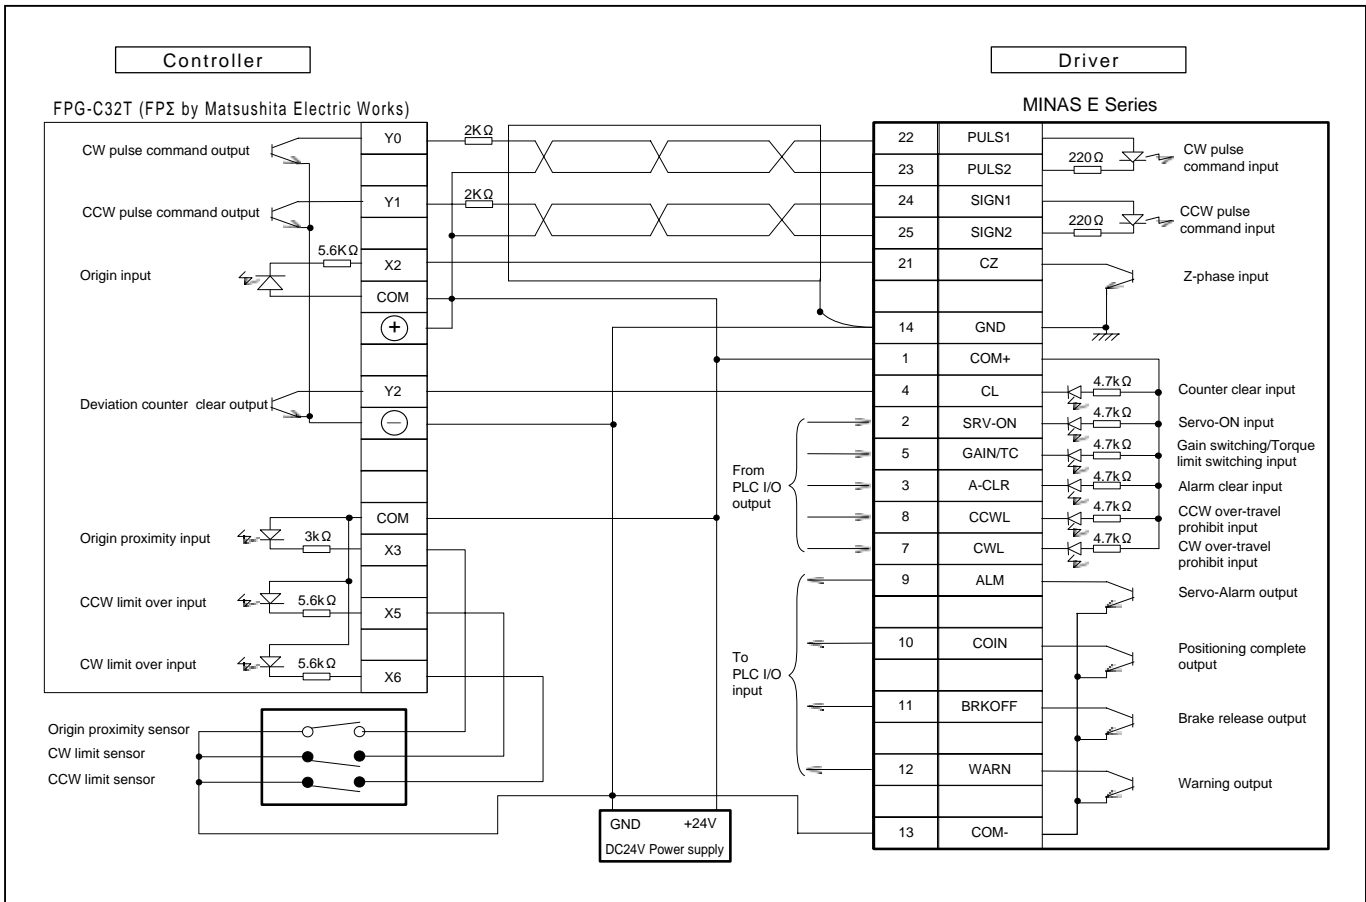 Controller
Driver
FPG-C32T (FPΣ by Matsushita Electric Works)
MINAS E Series
CW pulse command output
Y0
2KΩ
22
PULS1
220Ω
CW pulse
command input
23
PULS2
CCW pulse command output
Y1
2KΩ
24
SIGN1
220Ω
CCW pulse
command input
25
SIGN2
Origin input
5.6KΩ
X2
21
CZ
Z-phase input
COM
+
14
GND
1
COM+
Deviation counter clear output
Y2
4
CL
4.7kΩ
Counter clear input
−
From
PLC I/O
output
2
SRV-ON
4.7kΩ
Servo-ON input
5
GAIN/TC
4.7kΩ
Gain switching/Torque
limit switching input
3
A-CLR
4.7kΩ
Alarm clear input
COM
8
CCWL
4.7kΩ
CCW over-travel
prohibit input
Origin proximity input
3kΩ
X3
7
CWL
4.7kΩ
CW over-travel
prohibit input
To
PLC I/O
input
9
ALM
Servo-Alarm output
CCW limit over input
5.6kΩ
X5
10
COIN
Positioning complete
output
CW limit over input
5.6kΩ
X6
11
BRKOFF
Brake release output
Origin proximity sensor
CW limit sensor
CCW limit sensor
12
WARN
Warning output
GND +24V
DC24V Power supply
13
COM-